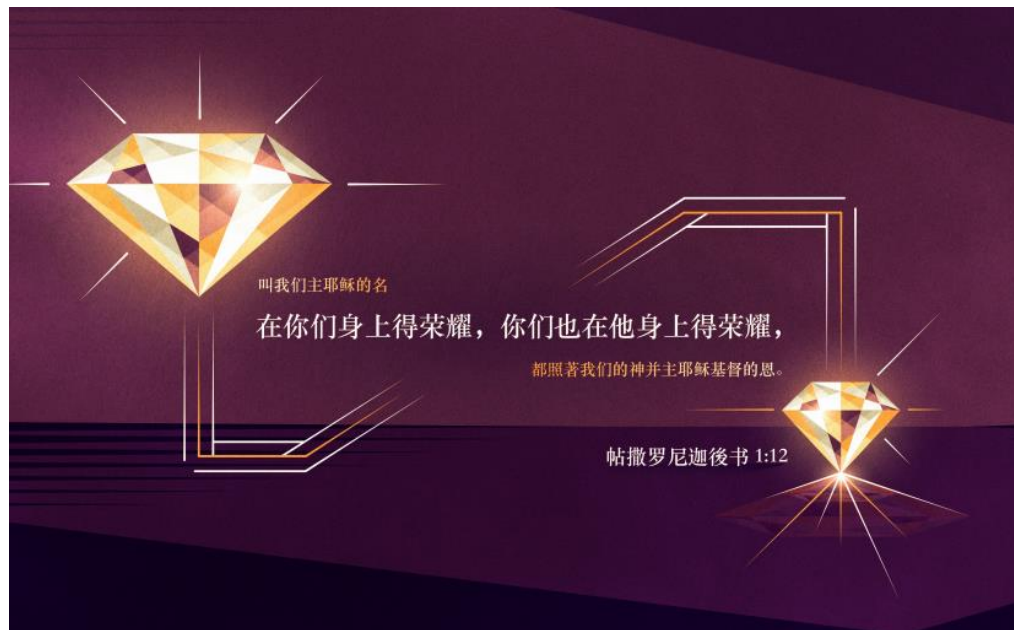 叫我们主耶稣的名
在你们身上得荣耀，你们也在他身上得荣耀，
都照著我们的神并主耶稣基督的恩。
帖撒罗尼迦後书 1:12